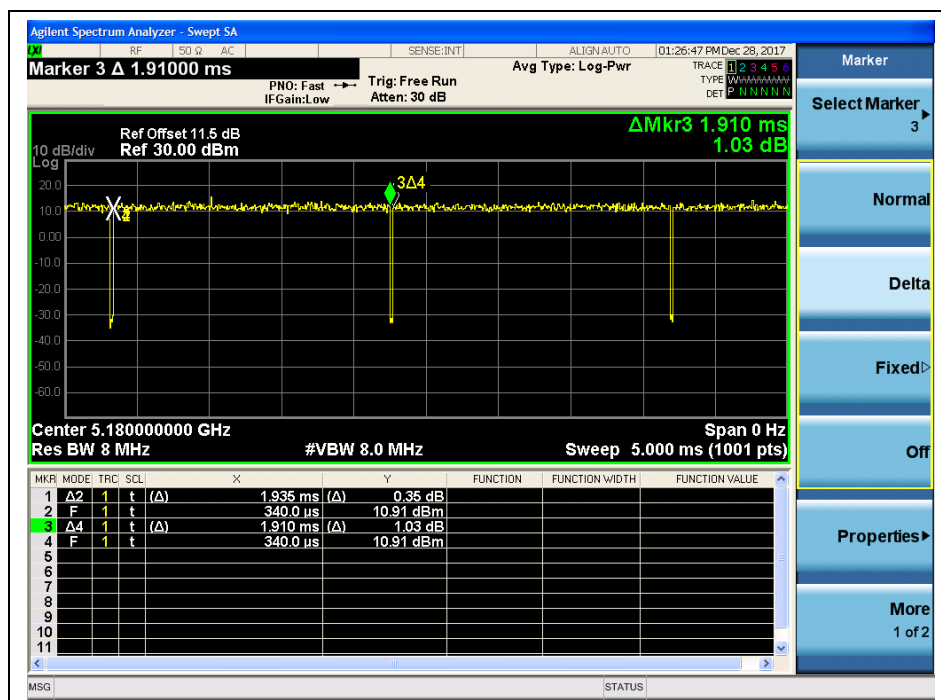 Agilent Spectrum Analyzer - Swept SA
LXI RF 50 Ω AC SENSE:INT ALIGN AUTO 01:26:47 PM Dec 28, 2017
Marker 3 Δ 1.91000 ms
PNO: Fast
IFGain:Low
Trig: Free Run
Atten: 30 dB
Avg Type: Log-Pwr
TRACE 1 2 3 4 5 6
TYPE WWWWWW
DET P N N N N N
Ref Offset 11.5 dB
Ref 30.00 dBm
10 dB/div
Log
ΔMkr3 1.910 ms
1.03 dB
20.0
10.0
0.00
-10.0
-20.0
-30.0
-40.0
-50.0
-60.0
3Δ4
Center 5.180000000 GHz Span 0 Hz
Res BW 8 MHz #VBW 8.0 MHz Sweep 5.000 ms (1001 pts)
MKR MODE TRC SCL X Y FUNCTION FUNCTION WIDTH FUNCTION VALUE
1 Δ2 1 t (Δ) 1.935 ms (Δ) 0.35 dB
2 F 1 t 340.0 µs 10.91 dBm
3 Δ4 1 t (Δ) 1.910 ms (Δ) 1.03 dB
4 F 1 t 340.0 µs 10.91 dBm
5
6
7
8
9
10
11
MSG STATUS
Marker
Select Marker
3
Normal
Delta
Fixed
Off
Properties
More
1 of 2